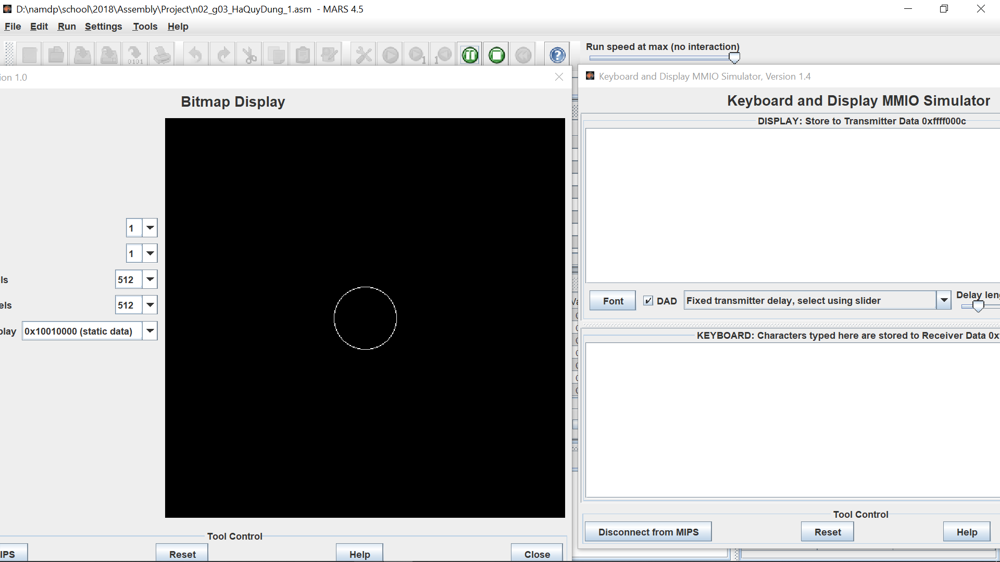 D:\namdp\school\2018\Assembly\Project\n02_g03_HaQuyDung_1.asm - MARS 4.5
File Edit Run Settings Tools Help
Run speed at max (no interaction)
0101
1
1
?
ion 1.0
Keyboard and Display MMIO Simulator, Version 1.4
Bitmap Display
Keyboard and Display MMIO Simulator
DISPLAY: Store to Transmitter Data 0xffff000c
1
1
ls 512
els 512
play 0x10010000 (static data)
Font DAD Fixed transmitter delay, select using slider Delay leng
KEYBOARD: Characters typed here are stored to Receiver Data 0x
Tool Control
Disconnect from MIPS Reset Help
Tool Control
IPS Reset Help Close